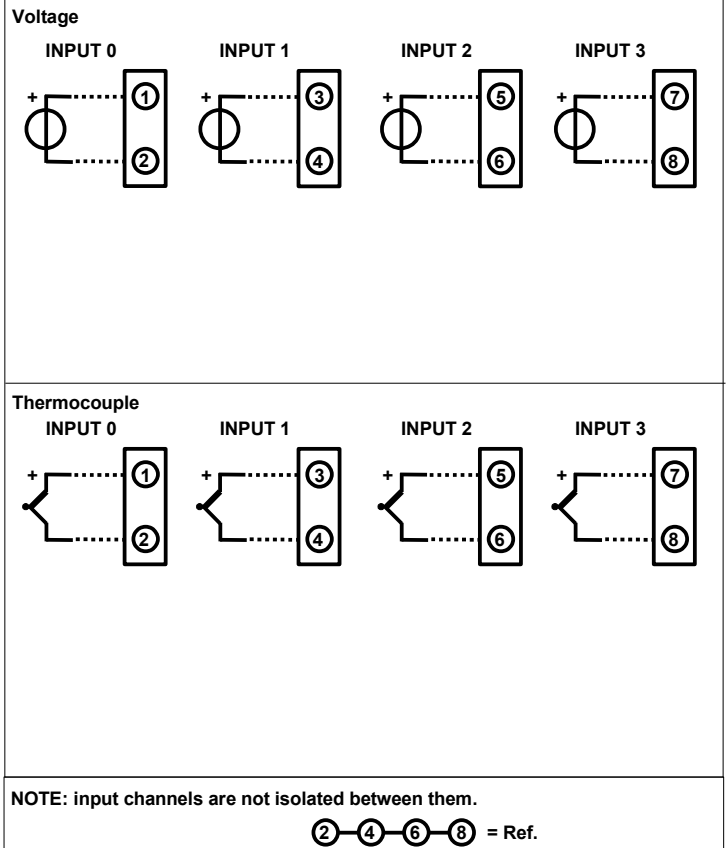 Voltage
INPUT 0 INPUT 1 INPUT 2 INPUT 3
+ 1 + 3 + 5 + 7
2 4 6 8
Thermocouple
INPUT 0 INPUT 1 INPUT 2 INPUT 3
+ 1 + 3 + 5 + 7
2 4 6 8
NOTE: input channels are not isolated between them.
2 4 6 8 = Ref.